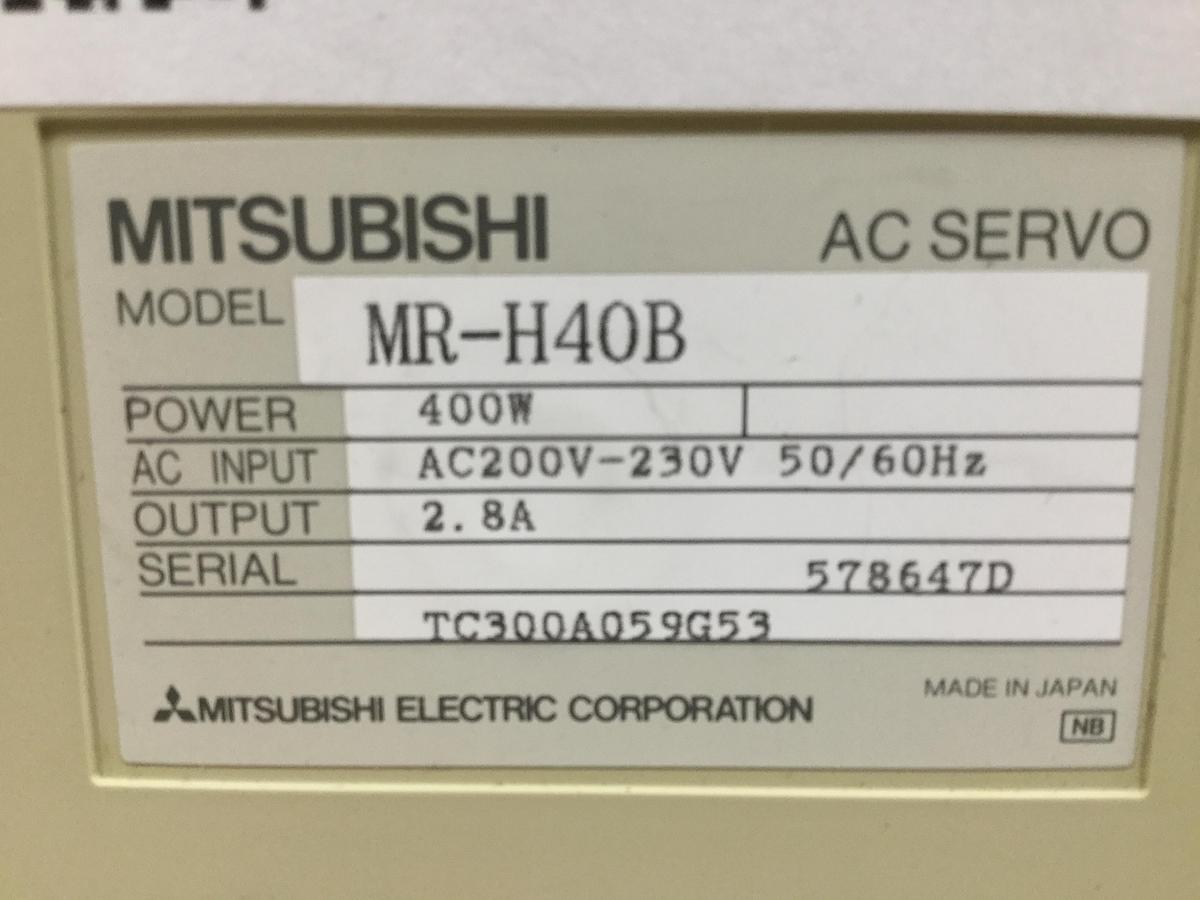 MITSUBISHI AC SERVO
MODEL MR-H40B
POWER 400W
AC INPUT AC200V-230V 50/60Hz
OUTPUT 2.8A
SERIAL 578647D
TC300A059G53
MITSUBISHI ELECTRIC CORPORATION
MADE IN JAPAN
NB